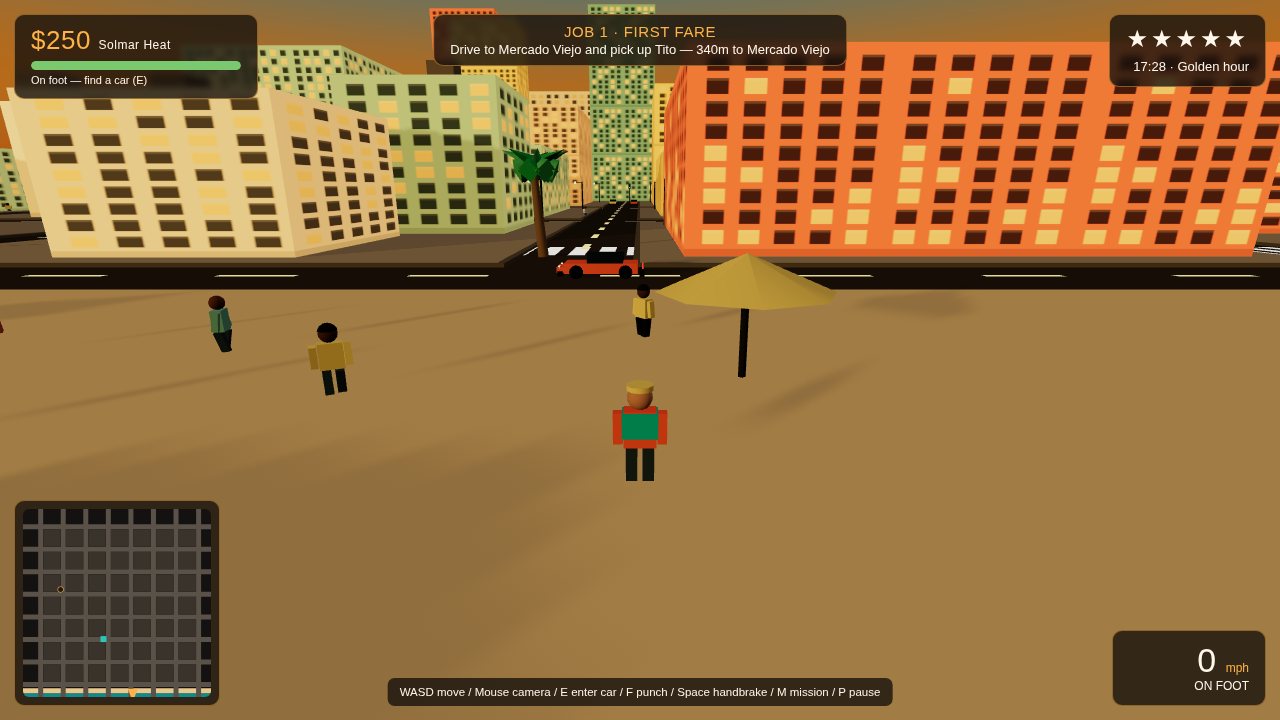 $250 Solmar Heat
On foot — find a car (E)
JOB 1 · FIRST FARE
Drive to Mercado Viejo and pick up Tito — 340m to Mercado Viejo
★★★★★
17:28 · Golden hour
WASD move / Mouse camera / E enter car / F punch / Space handbrake / M mission / P pause
0 mph
ON FOOT